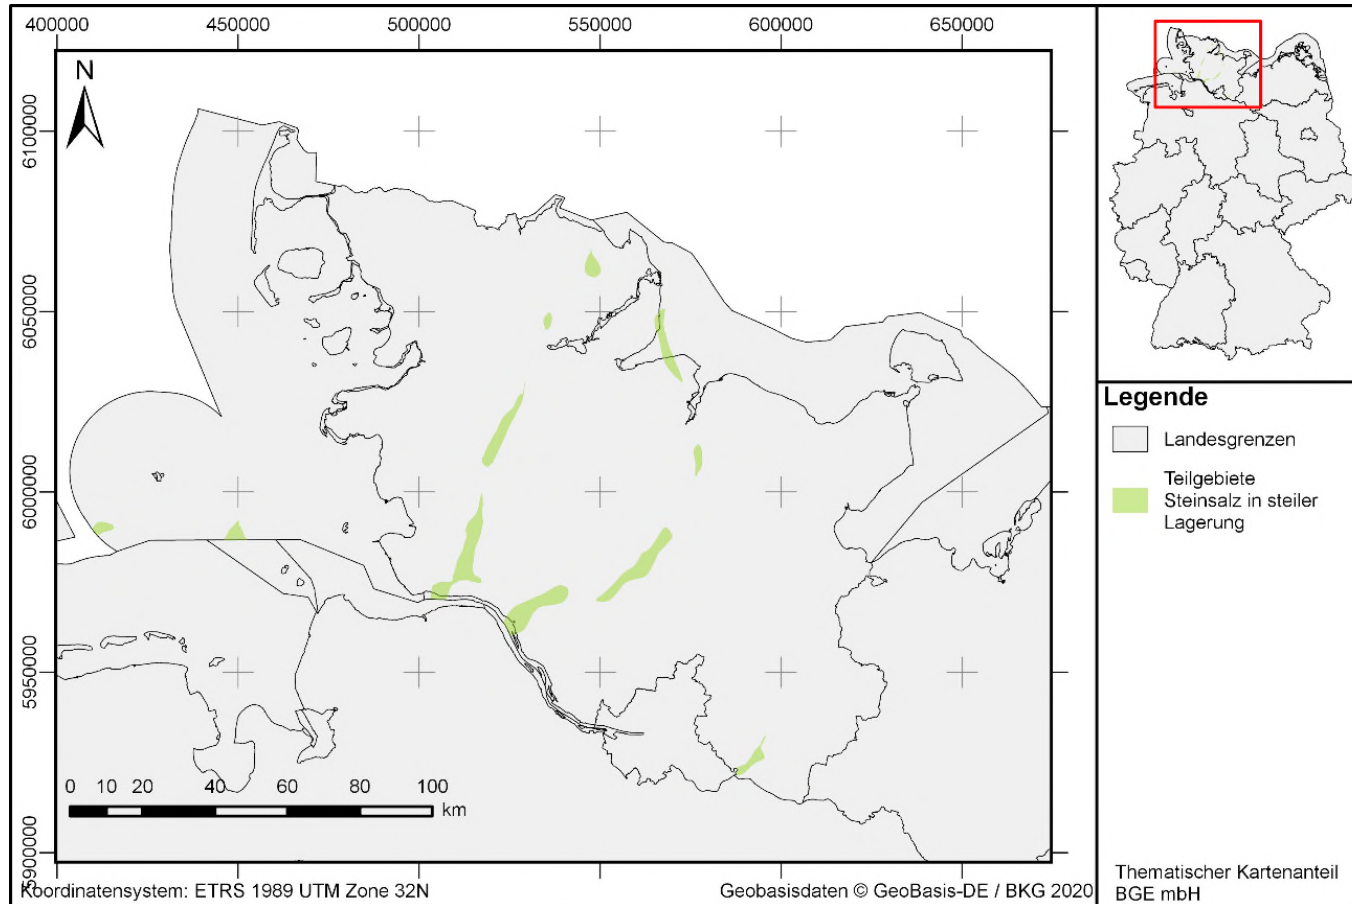 400000 450000 500000 550000 600000 650000
N
6100000
6050000
6000000
5950000
5900000
0 10 20 40 60 80 100
km
Koordinatensystem: ETRS 1989 UTM Zone 32N
Geobasisdaten © GeoBasis-DE / BKG 2020
Legende
Landesgrenzen
Teilgebiete
Steinsalz in steiler
Lagerung
Thematischer Kartenanteil
BGE mbH